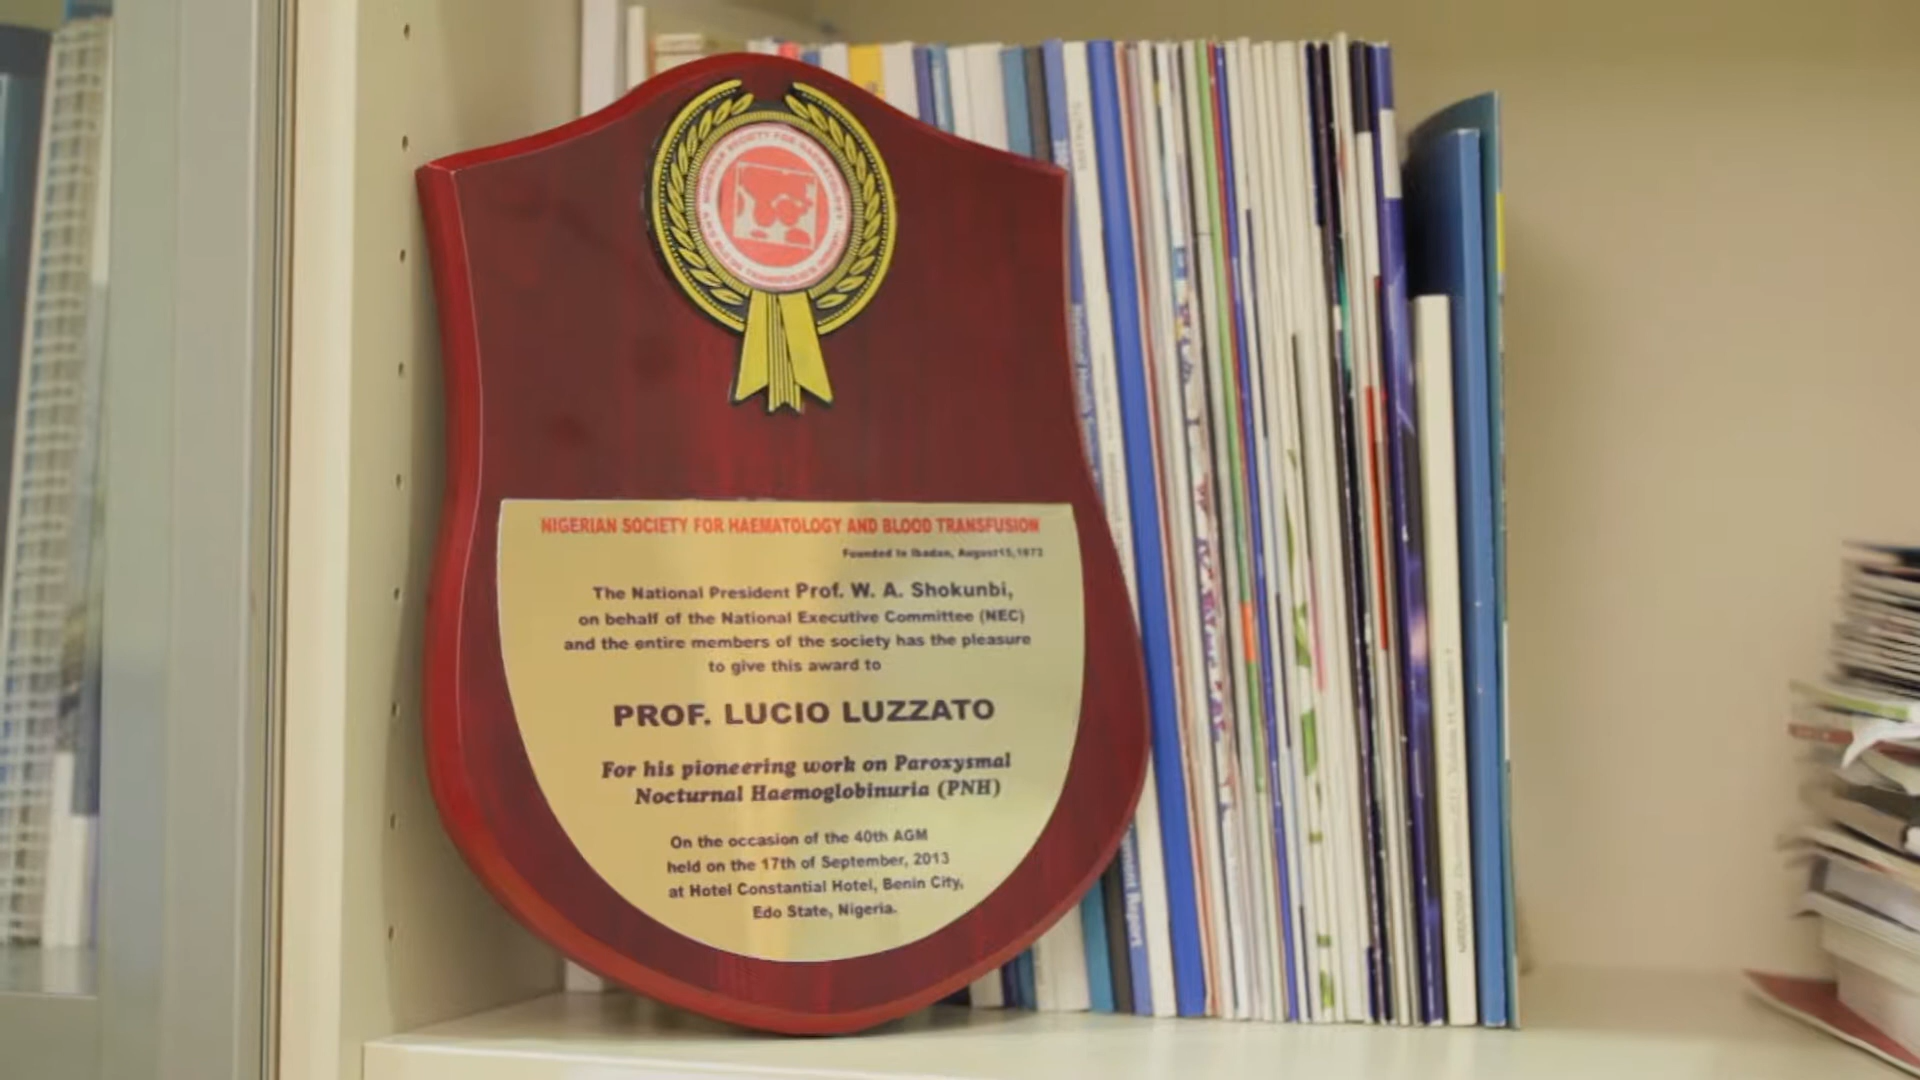 NIGERIAN SOCIETY FOR HAEMATOLOGY AND BLOOD TRANSFUSION
Founded in Ibadan, August 15, 1972
The National President Prof. W. A. Shokunbi,
on behalf of the National Executive Committee (NEC)
and the entire members of the society has the pleasure
to give this award to
PROF. LUCIO LUZZATO
For his pioneering work on Paroxysmal
Nocturnal Haemoglobinuria (PNH)
On the occasion of the 40th AGM
held on the 17th of September, 2013
at Hotel Constantial Hotel, Benin City,
Edo State, Nigeria.